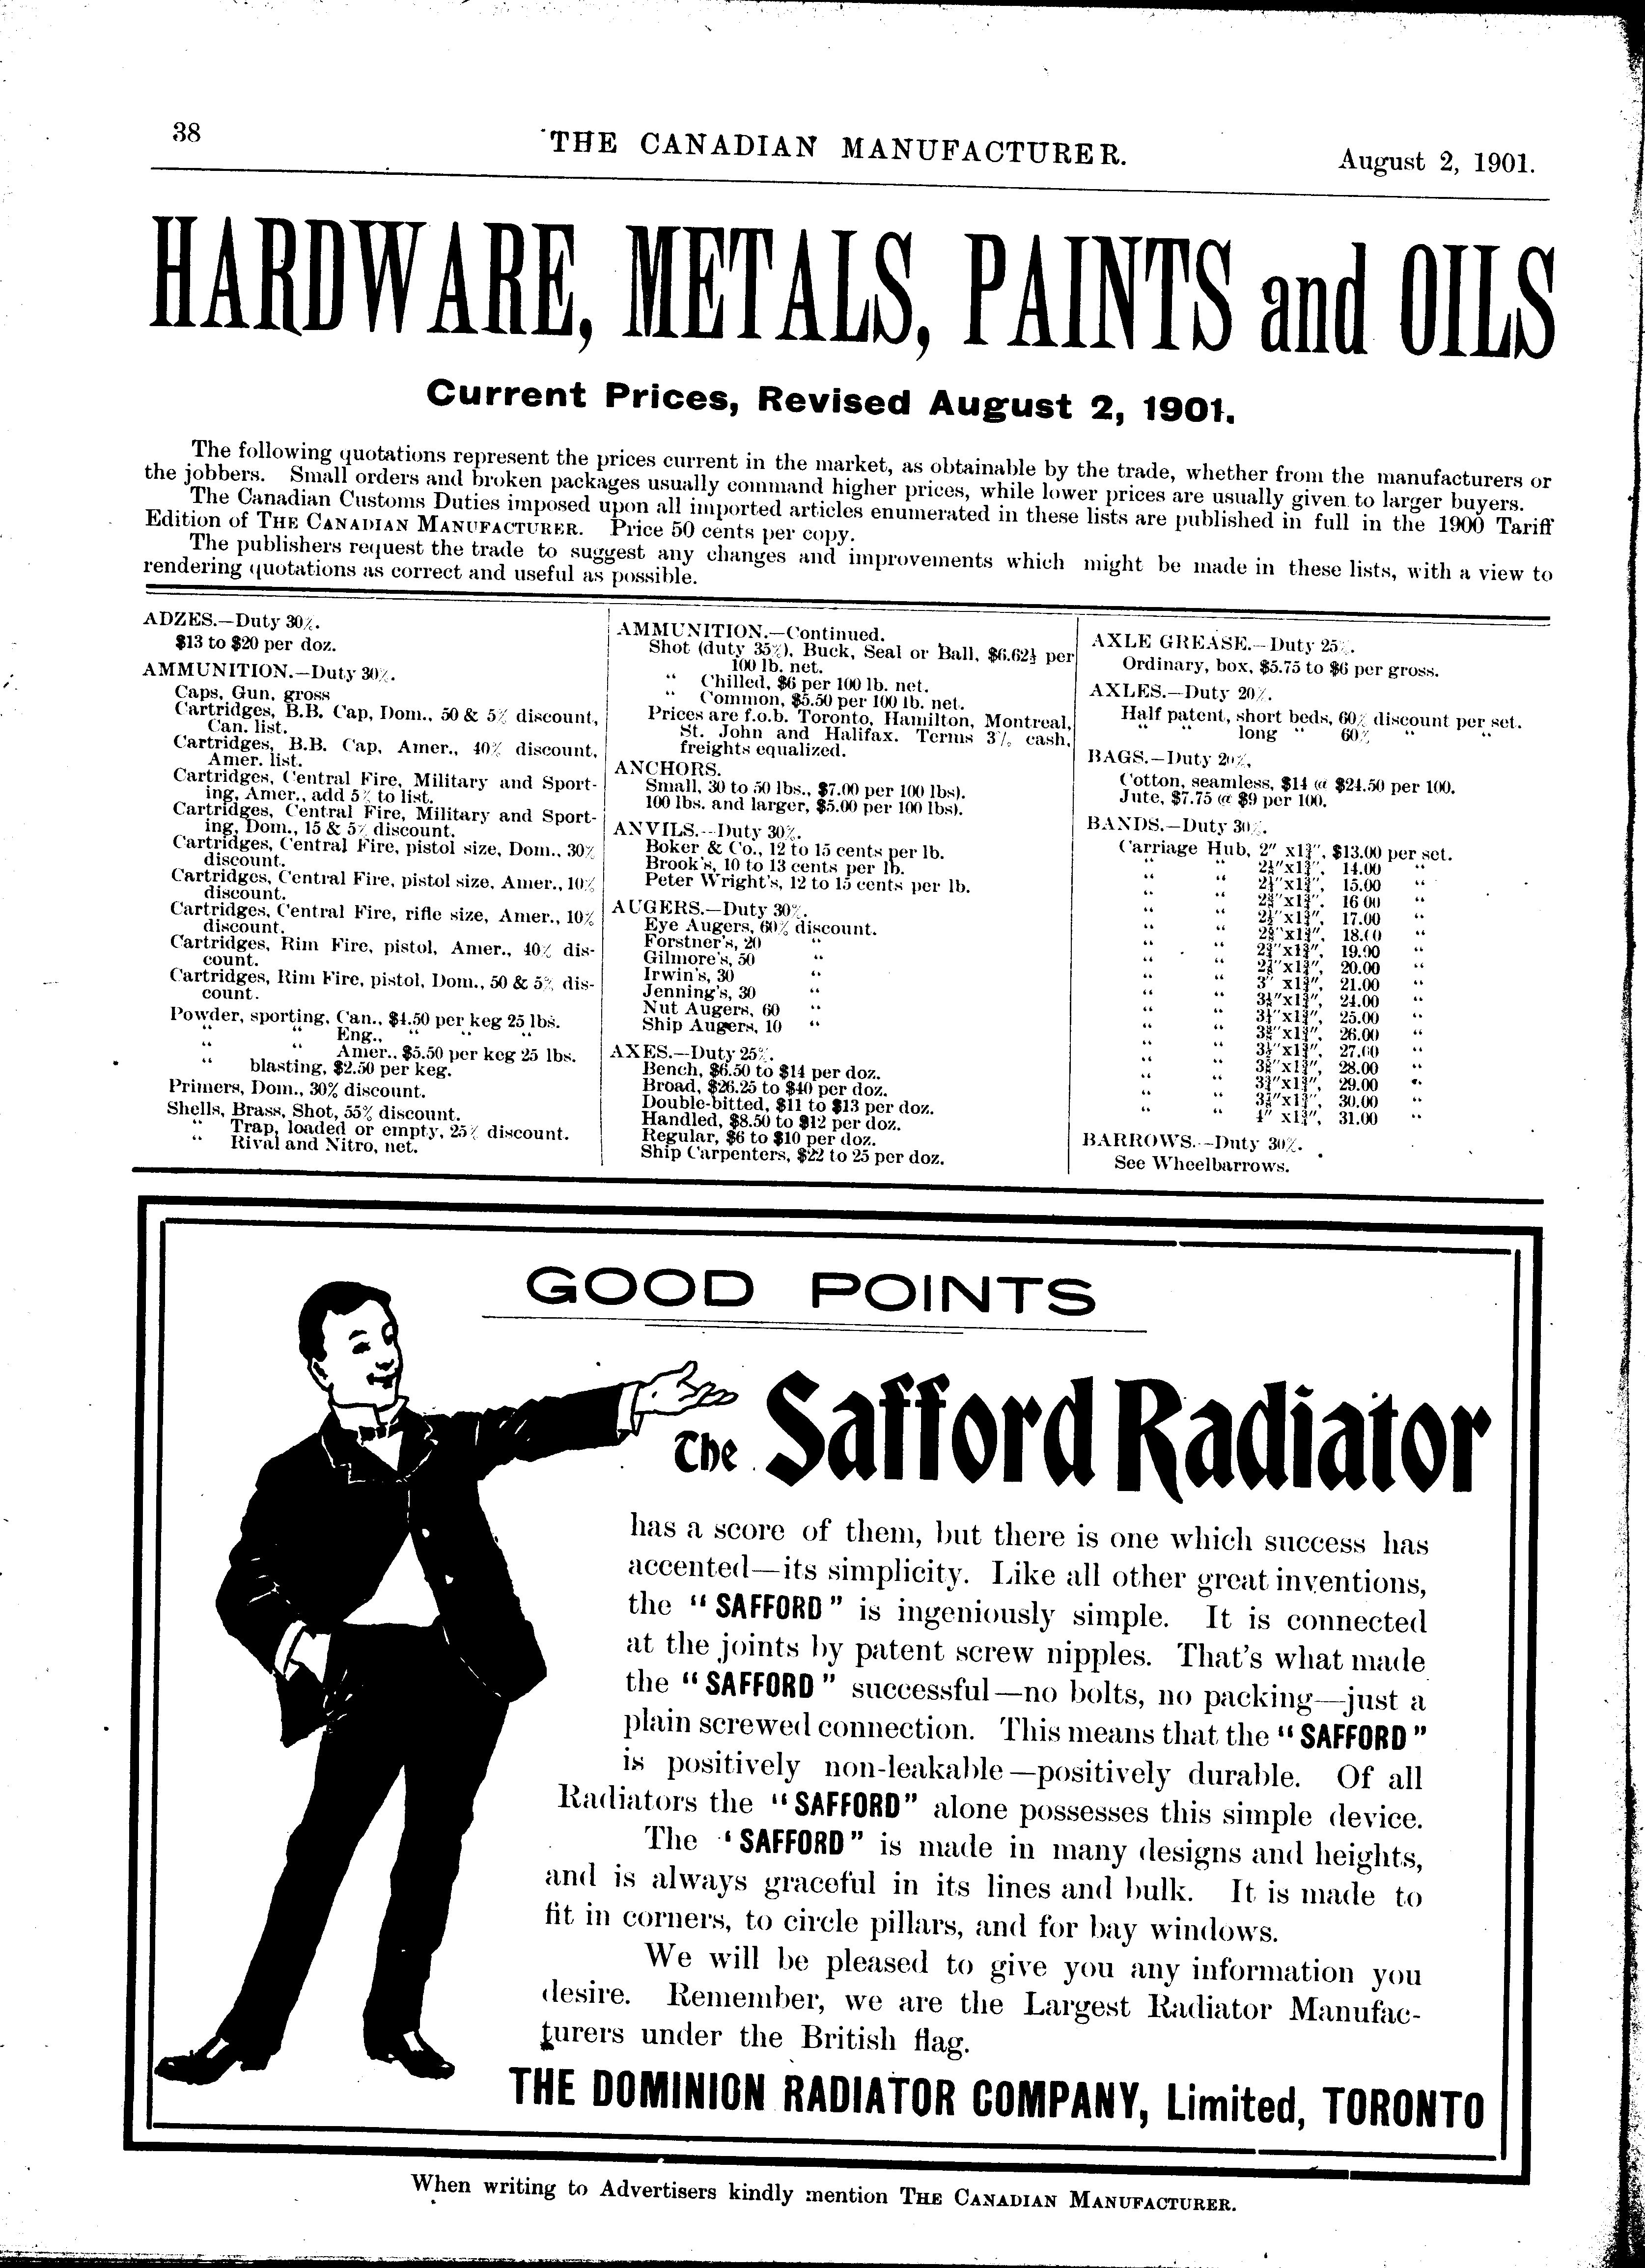 38
THE CANADIAN MANUFACTURER.
August 2, 1901.
HARDWARE, METALS, PAINTS and OILS
Current Prices, Revised August 2, 1901.
The following quotations represent the prices current in the market, as obtainable by the trade, whether from the manufacturers or
the jobbers. Small orders and broken packages usually command higher prices, while lower prices are usually given to larger buyers.
The Canadian Customs Duties imposed upon all imported articles enumerated in these lists are published in full in the 1900 Tariff
Edition of THE CANADIAN MANUFACTURER. Price 50 cents per copy.
The publishers request the trade to suggest any changes and improvements which might be made in these lists, with a view to
rendering quotations as correct and useful as possible.
ADZES.—Duty 30%.
$13 to $20 per doz.
AMMUNITION.—Duty 30%.
Caps, Gun, gross
Cartridges, B.B. Cap, Dom., 50 & 5% discount,
Can. list.
Cartridges, B.B. Cap, Amer., 40% discount,
Amer. list.
Cartridges, Central Fire, Military and Sport-
ing, Amer., add 5% to list.
Cartridges, Central Fire, Military and Sport-
ing, Dom., 15 & 5% discount.
Cartridges, Central Fire, pistol size, Dom., 30%
discount.
Cartridges, Central Fire, pistol size, Amer., 10%
discount.
Cartridges, Central Fire, rifle size, Amer., 10%
discount.
Cartridges, Rim Fire, pistol, Amer., 40% dis-
count.
Cartridges, Rim Fire, pistol, Dom., 50 & 5% dis-
count.
Powder, sporting, Can., $4.50 per keg 25 lbs.
" " Eng., " " "
" " Amer.. $5.50 per keg 25 lbs.
" blasting, $2.50 per keg.
Primers, Dom., 30% discount.
Shells, Brass, Shot, 55% discount.
" Trap, loaded or empty, 25% discount.
" Rival and Nitro, net.
AMMUNITION.—Continued.
Shot (duty 35%), Buck, Seal or Ball, $6.62½ per
100 lb. net.
" Chilled, $6 per 100 lb. net.
" Common, $5.50 per 100 lb. net.
Prices are f.o.b. Toronto, Hamilton, Montreal,
St. John and Halifax. Terms 3% cash,
freights equalized.
ANCHORS.
Small, 30 to 50 lbs., $7.00 per 100 lbs).
100 lbs. and larger, $5.00 per 100 lbs).
ANVILS.--Duty 30%.
Boker & Co., 12 to 15 cents per lb.
Brook's, 10 to 13 cents per lb.
Peter Wright's, 12 to 15 cents per lb.
AUGERS.—Duty 30%.
Eye Augers, 60% discount.
Forstner's, 20 "
Gilmore's, 50 "
Irwin's, 30 "
Jenning's, 30 "
Nut Augers, 60 "
Ship Augers, 10 "
AXES.—Duty 25%.
Bench, $6.50 to $14 per doz.
Broad, $26.25 to $40 per doz.
Double-bitted, $11 to $13 per doz.
Handled, $8.50 to $12 per doz.
Regular, $6 to $10 per doz.
Ship Carpenters, $22 to 25 per doz.
AXLE GREASE.—Duty 25%.
Ordinary, box, $5.75 to $6 per gross.
AXLES.—Duty 20%.
Half patent, short beds, 60% discount per set.
" " long " 60% " "
BAGS.—Duty 20%.
Cotton, seamless, $14 @ $24.50 per 100.
Jute, $7.75 @ $9 per 100.
BANDS.—Duty 30%.
Carriage Hub, 2" x1¾", $13.00 per set.
" " 14.00 "
" " 15.00 "
" " 16 00 "
" " 17.00 "
" " 18.00 "
" " 19.00 "
" " 20.00 "
" " 3" x1¾", 21.00 "
" " 24.00 "
" " 25.00 "
" " 26.00 "
" " 27.00 "
" " 28.00 "
" " 29.00 "
" " 30.00 "
" " 4" x1¾", 31.00 "
BARROWS.--Duty 30%.
See Wheelbarrows.
GOOD POINTS
The Safford Radiator
has a score of them, but there is one which success has
accented—its simplicity. Like all other great inventions,
the "SAFFORD" is ingeniously simple. It is connected
at the joints by patent screw nipples. That's what made
the "SAFFORD" successful—no bolts, no packing—just a
plain screwed connection. This means that the "SAFFORD"
is positively non-leakable—positively durable. Of all
Radiators the "SAFFORD" alone possesses this simple device.
The 'SAFFORD" is made in many designs and heights,
and is always graceful in its lines and bulk. It is made to
fit in corners, to circle pillars, and for bay windows.
We will be pleased to give you any information you
desire. Remember, we are the Largest Radiator Manufac-
turers under the British flag.
THE DOMINION RADIATOR COMPANY, Limited, TORONTO
When writing to Advertisers kindly mention THE CANADIAN MANUFACTURER.